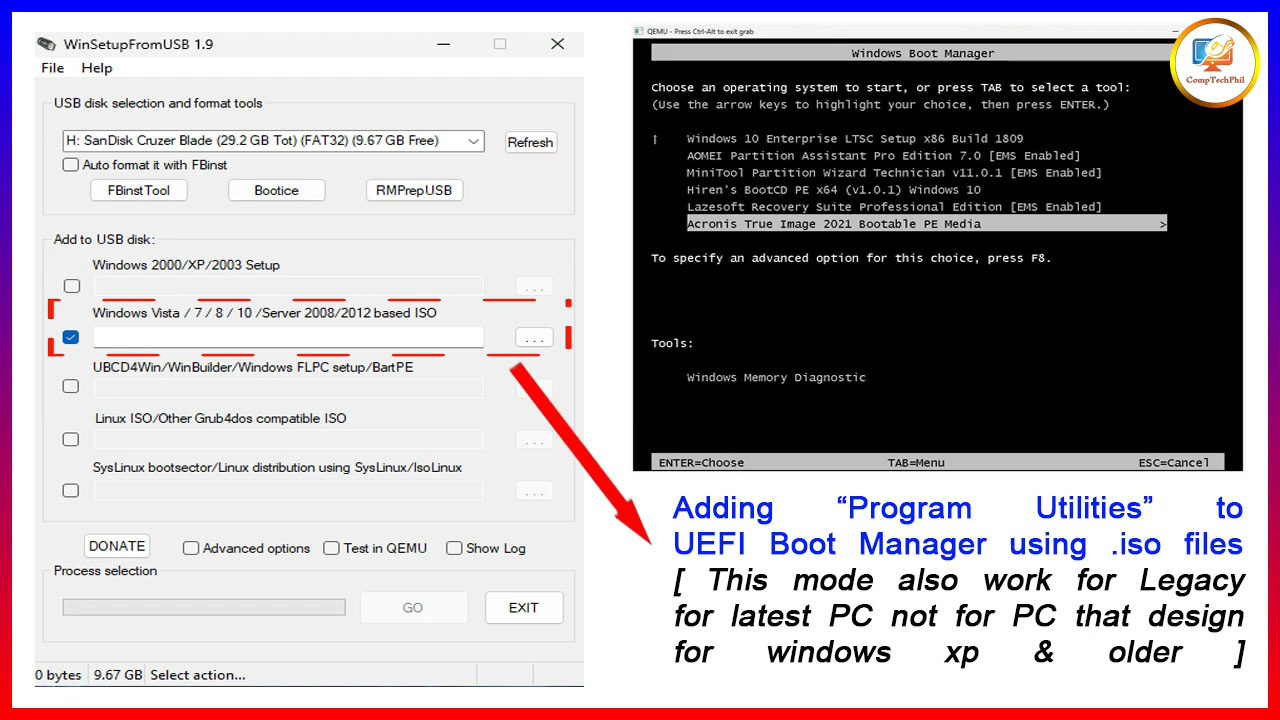 WinSetupFromUSB 1.9
File Help
USB disk selection and format tools
H: SanDisk Cruzer Blade (29.2 GB Tot) (FAT32) (9.67 GB Free)
Refresh
Auto format it with FBinst
FBinstTool
Bootice
RMPrepUSB
Add to USB disk:
Windows 2000/XP/2003 Setup
...
Windows Vista / 7 / 8 / 10 /Server 2008/2012 based ISO
...
UBCD4Win/WinBuilder/Windows FLPC setup/BartPE
Linux ISO/Other Grub4dos compatible ISO
...
SysLinux bootsector/Linux distribution using SysLinux/IsoLinux
...
DONATE
Advanced options
Test in QEMU
Show Log
Process selection
GO
EXIT
0 bytes
9.67 GB
Select action...
QEMU - Press Ctrl-Alt to exit grab
CompTechPhil
Windows Boot Manager
Choose an operating system to start, or press TAB to select a tool:
(Use the arrow keys to highlight your choice, then press ENTER.)
Windows 10 Enterprise LTSC Setup x86 Build 1809
AOMEI Partition Assistant Pro Edition 7.0 [EMS Enabled]
MiniTool Partition Wizard Technician v11.0.1 [EMS Enabled]
Hiren's BootCD PE x64 (v1.0.1) Windows 10
Lazesoft Recovery Suite Professional Edition [EMS Enabled]
Acronis True Image 2021 Bootable PE Media >
To specify an advanced option for this choice, press F8.
Tools:
Windows Memory Diagnostic
ENTER=Choose TAB=Menu ESC=Cancel
Adding “Program Utilities” to
UEFI Boot Manager using .iso files
[ This mode also work for Legacy
for latest PC not for PC that design
for windows xp & older ]